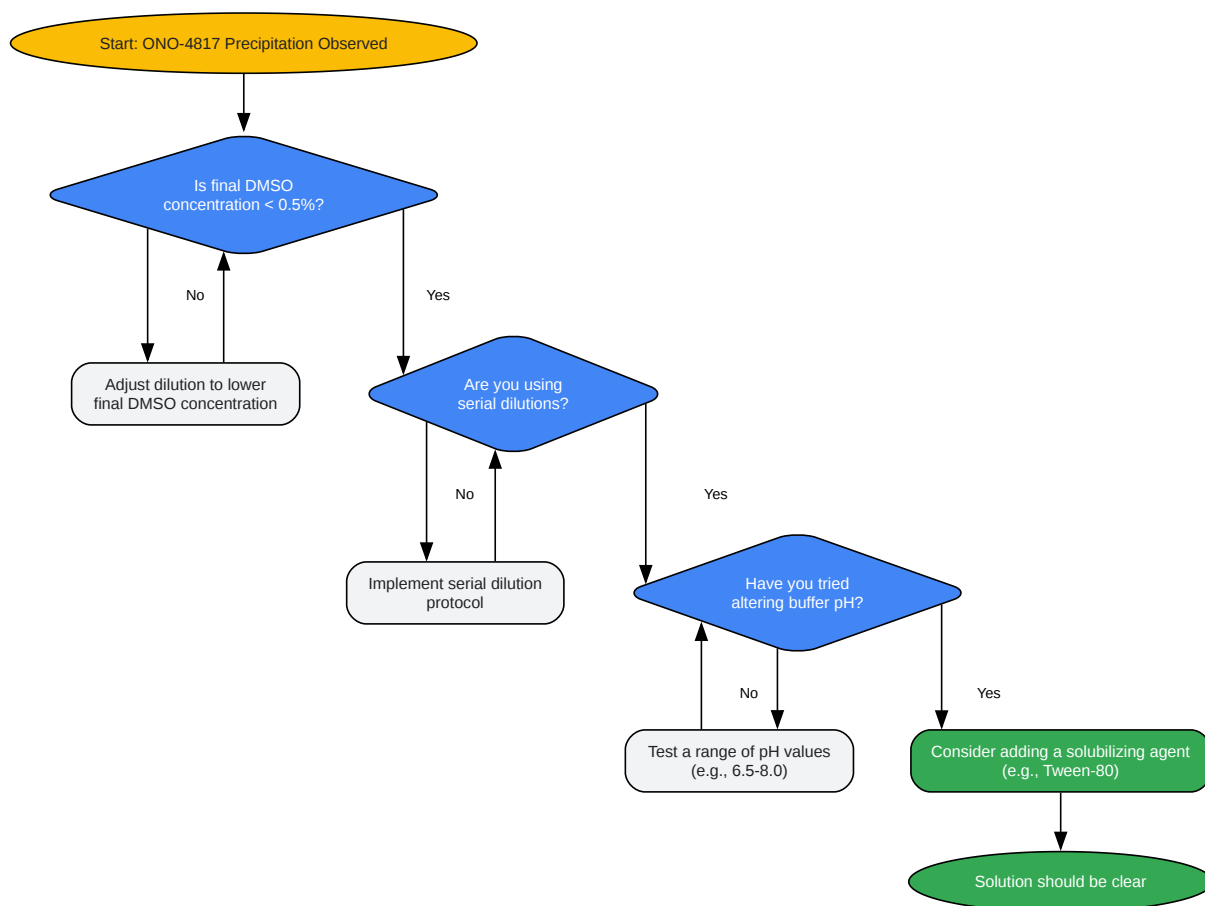 Start: ONO-4817 Precipitation Observed
Is final DMSO
concentration < 0.5%?
No
Yes
Adjust dilution to lower
final DMSO concentration
Are you using
serial dilutions?
No
Yes
Implement serial dilution
protocol
Have you tried
altering buffer pH?
No
Yes
Test a range of pH values
(e.g., 6.5-8.0)
Consider adding a solubilizing agent
(e.g., Tween-80)
Solution should be clear